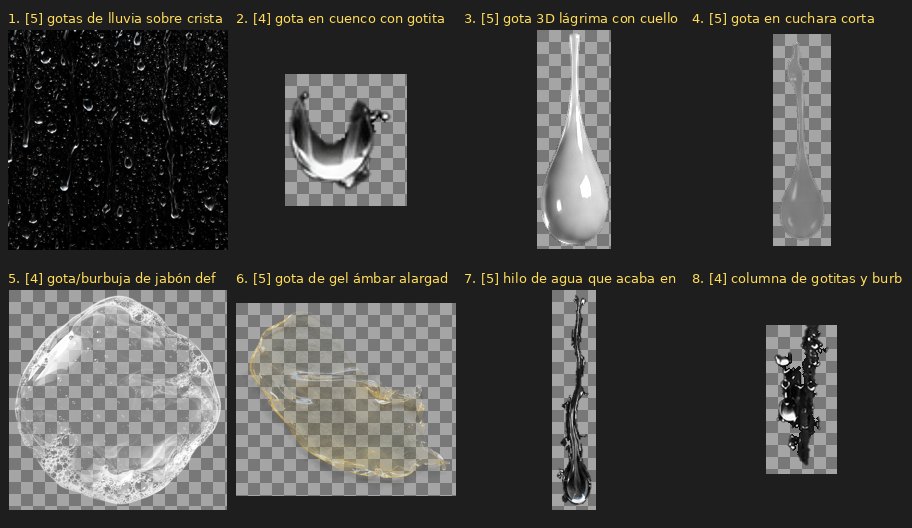 1. [5] gotas de lluvia sobre crista
2. [4] gota en cuenco con gotita
3. [5] gota 3D lágrima con cuello
4. [5] gota en cuchara corta
5. [4] gota/burbuja de jabón def
6. [5] gota de gel ámbar alargad
7. [5] hilo de agua que acaba en
8. [4] columna de gotitas y burb